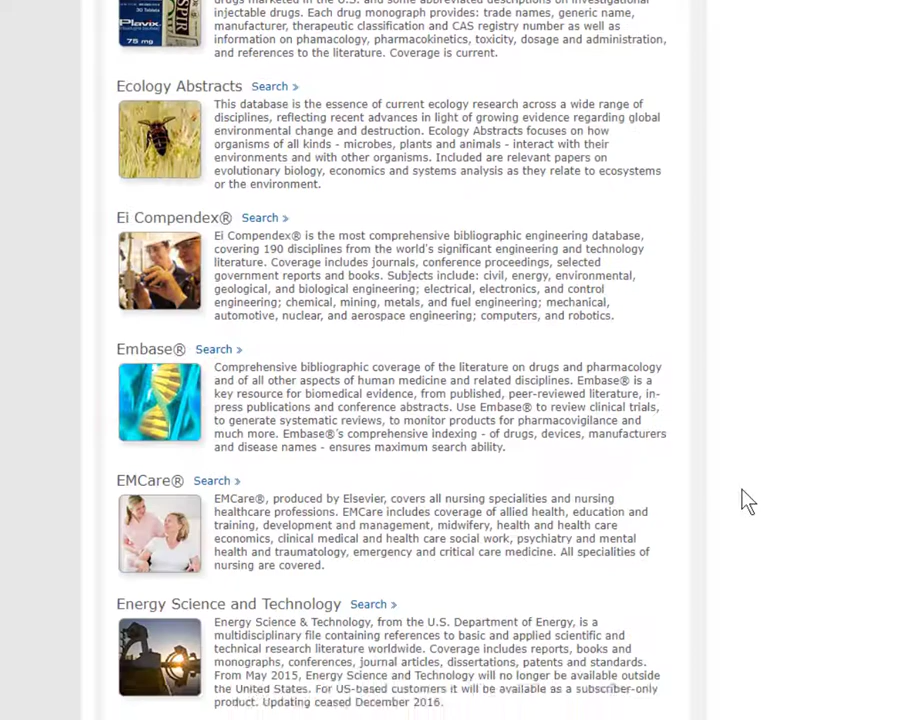 drugs marketed in the U.S. and some abbreviated descriptions on investigational
injectable drugs. Each drug monograph provides: trade names, generic name,
manufacturer, therapeutic classification and CAS registry number as well as
information on phamacology, pharmacokinetics, toxicity, dosage and administration,
and references to the literature. Coverage is current.
Plavix
75 mg
Ecology Abstracts Search »
This database is the essence of current ecology research across a wide range of
disciplines, reflecting recent advances in light of growing evidence regarding global
environmental change and destruction. Ecology Abstracts focuses on how
organisms of all kinds - microbes, plants and animals - interact with their
environments and with other organisms. Included are relevant papers on
evolutionary biology, economics and systems analysis as they relate to ecosystems
or the environment.
Ei Compendex® Search »
Ei Compendex® is the most comprehensive bibliographic engineering database,
covering 190 disciplines from the world's significant engineering and technology
literature. Coverage includes journals, conference proceedings, selected
government reports and books. Subjects include: civil, energy, environmental,
geological, and biological engineering; electrical, electronics, and control
engineering; chemical, mining, metals, and fuel engineering; mechanical,
automotive, nuclear, and aerospace engineering; computers, and robotics.
Embase® Search »
Comprehensive bibliographic coverage of the literature on drugs and pharmacology
and of all other aspects of human medicine and related disciplines. Embase® is a
key resource for biomedical evidence, from published, peer-reviewed literature, in-
press publications and conference abstracts. Use Embase® to review clinical trials,
to generate systematic reviews, to monitor products for pharmacovigilance and
much more. Embase®'s comprehensive indexing - of drugs, devices, manufacturers
and disease names - ensures maximum search ability.
EMCare® Search »
EMCare®, produced by Elsevier, covers all nursing specialities and nursing
healthcare professions. EMCare includes coverage of allied health, education and
training, development and management, midwifery, health and health care
economics, clinical medical and health care social work, psychiatry and mental
health and traumatology, emergency and critical care medicine. All specialities of
nursing are covered.
Energy Science and Technology Search »
Energy Science & Technology, from the U.S. Department of Energy, is a
multidisciplinary file containing references to basic and applied scientific and
technical research literature worldwide. Coverage includes reports, books and
monographs, conferences, journal articles, dissertations, patents and standards.
From May 2015, Energy Science and Technology will no longer be available outside
the United States. For US-based customers it will be available as a subscriber-only
product. Updating ceased December 2016.